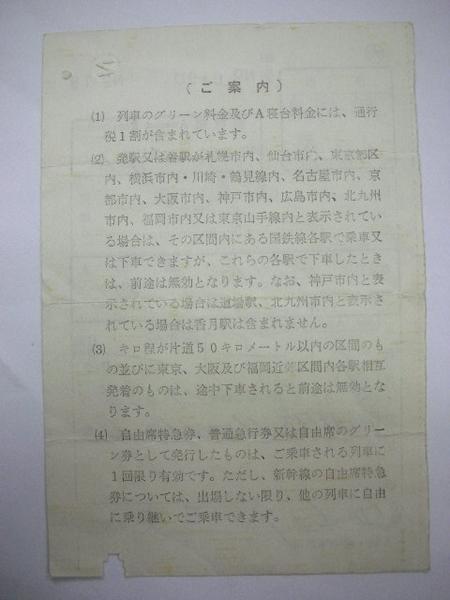 （ご案内）
(1) 列車のグリーン料金及びＡ寝台料金には、通行
税１割が含まれています。
(2) 発駅又は着駅が札幌市内、仙台市内、東京都区
内、横浜市内・川崎・鶴見線内、名古屋市内、京
都市内、大阪市内、神戸市内、広島市内、北九州
市内、福岡市内又は東京山手線内と表示されてい
る場合は、その区間内にある国鉄線各駅で乗車又
は下車できますが、これらの各駅で下車したとき
は、前途は無効となります。なお、神戸市内と表
示されている場合は道場駅、北九州市内と表示さ
れている場合は香月駅は含まれません。
(3) キロ程が片道５０キロメートル以内の区間のも
の並びに東京、大阪及び福岡近郊区間内各駅相互
発着のものは、途中下車されると前途は無効とな
ります。
(4) 自由席特急券、普通急行券又は自由席のグリー
ン券として発行したものは、ご乗車される列車に
１回限り有効です。ただし、新幹線の自由席特急
券については、出場しない限り、他の列車に自由
に乗り継いでご乗車できます。